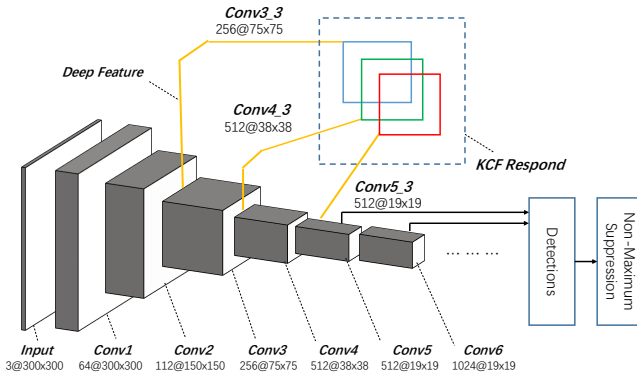 Conv3_3
256@75x75
Deep Feature
Conv4_3
512@38x38
KCF Respond
Conv5_3
512@19x19
Detections
Non-Maximum
Suppression
... ... ...
Input
3@300x300
Conv1
64@300x300
Conv2
112@150x150
Conv3
256@75x75
Conv4
512@38x38
Conv5
512@19x19
Conv6
1024@19x19